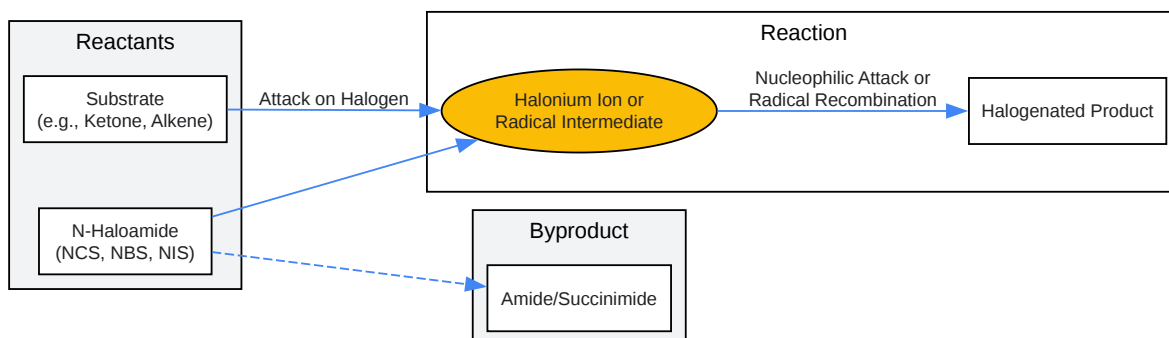 Reactants
Substrate
(e.g., Ketone, Alkene)
N-Haloamide
(NCS, NBS, NIS)
Attack on Halogen
Reaction
Halonium Ion or
Radical Intermediate
Nucleophilic Attack or
Radical Recombination
Halogenated Product
Byproduct
Amide/Succinimide